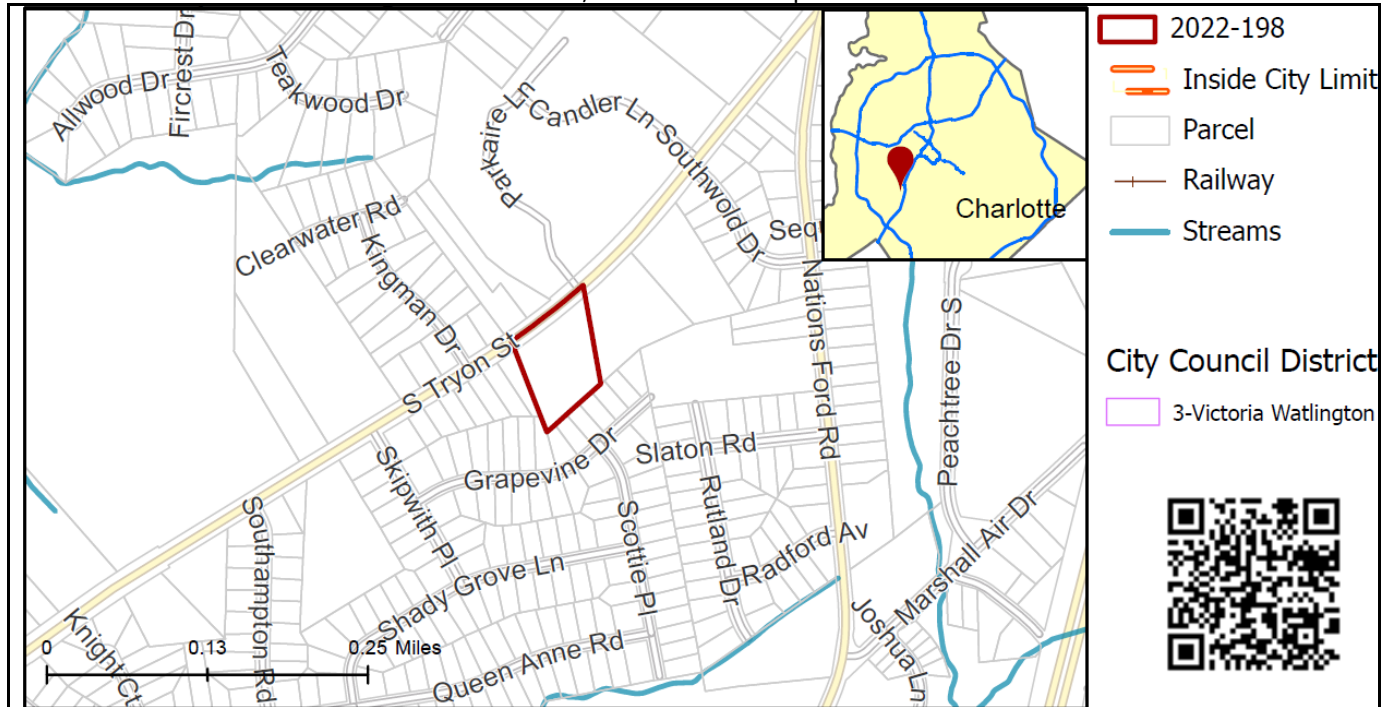 Allwood Dr
Fircrest Dr
Teakwood Dr
Parkaire Ln
Candler Ln
Southwold Dr
Clearwater Rd
Kingman Dr
S Tryon St
Nations Ford Rd
Peachtree Dr S
Skipwith Pl
Grapevine Dr
Slaton Rd
Rutland Dr
Scottie Pl
Radford Av
Shady Grove Ln
Southampton Rd
Queen Anne Rd
Knight Ct
Marshall Air Dr
Joshua Ln
0 0.13 0.25 Miles
Charlotte
2022-198
Inside City Limit
Parcel
Railway
Streams
City Council District
3-Victoria Watlington